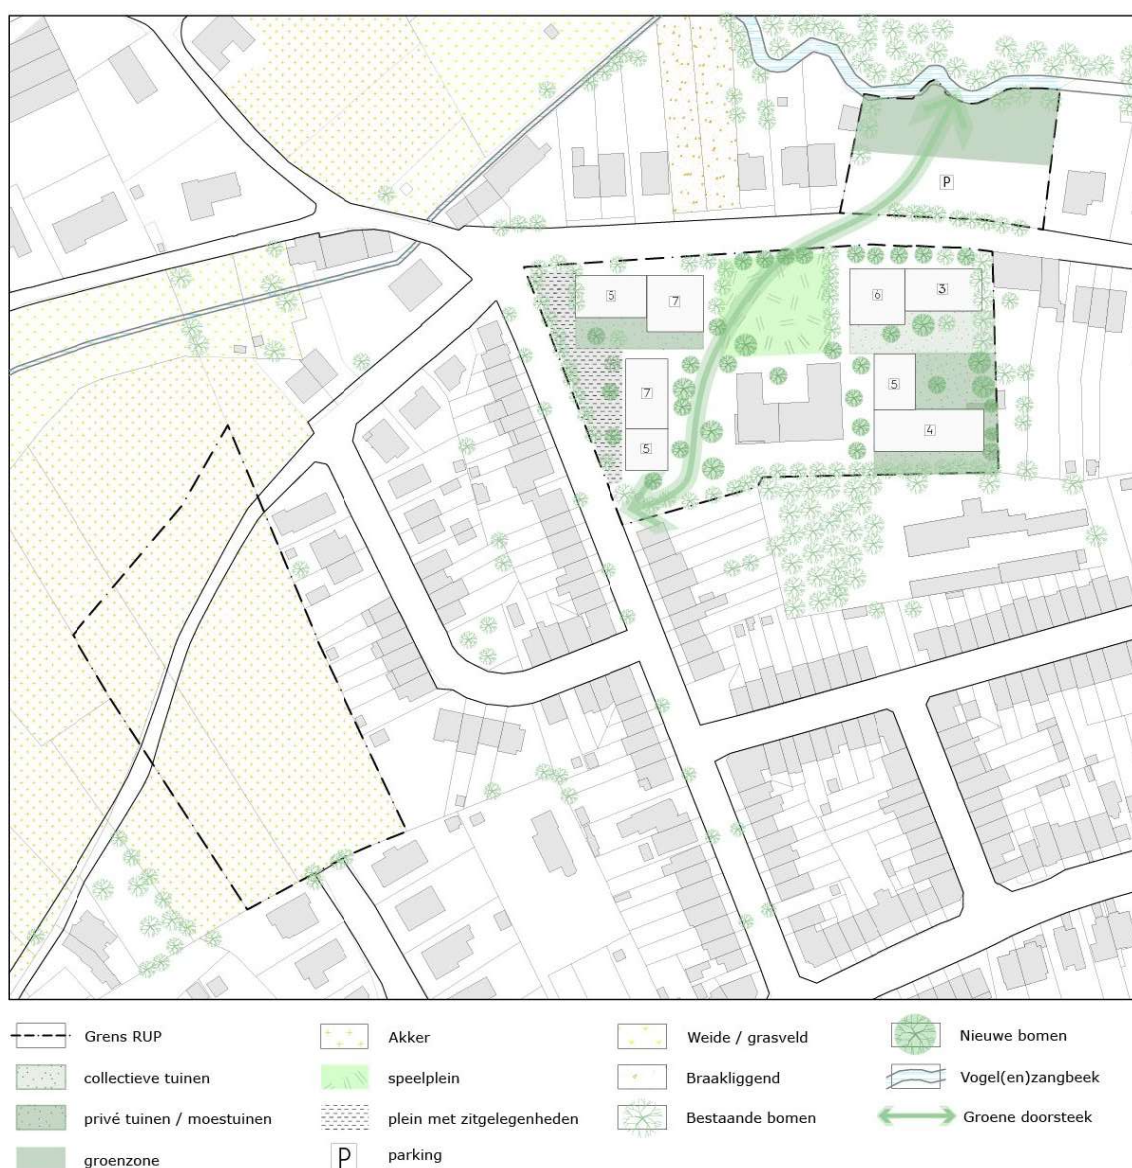 P
5
7
6
3
7
5
5
4
Grens RUP
Akker
Weide / grasveld
Nieuwe bomen
collectieve tuinen
speelplein
Braakliggend
Vogel(en)zangbeek
privé tuinen / moestuinen
plein met zitgelegenheden
Bestaande bomen
Groene doorsteek
groenzone
P
parking